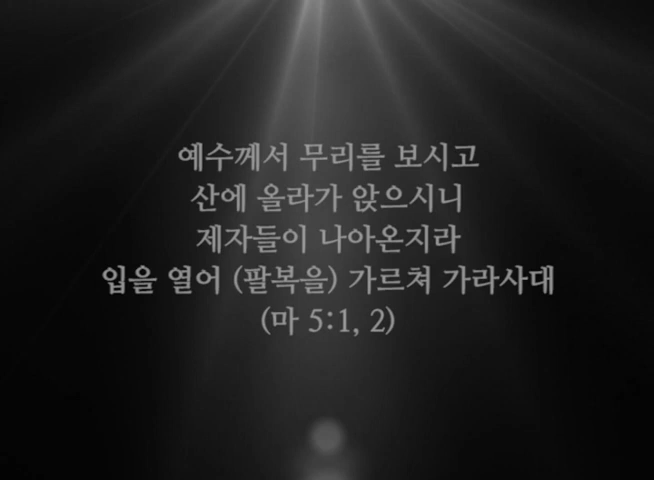 예수께서 무리를 보시고
산에 올라가 앉으시니
제자들이 나아온지라
입을 열어 (팔복을) 가르쳐 가라사대
(마 5:1, 2)